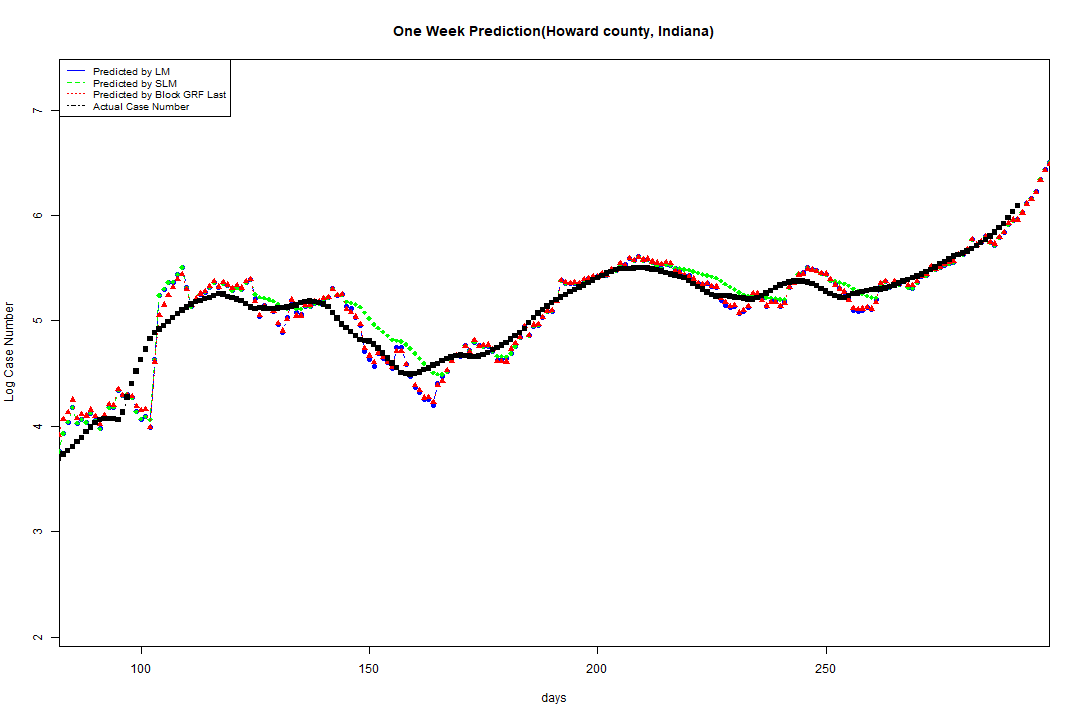 One Week Prediction(Howard county, Indiana)
Predicted by LM
Predicted by SLM
Predicted by Block GRF Last
Actual Case Number
7
6
5
4
3
2
Log Case Number
100 150 200 250
days